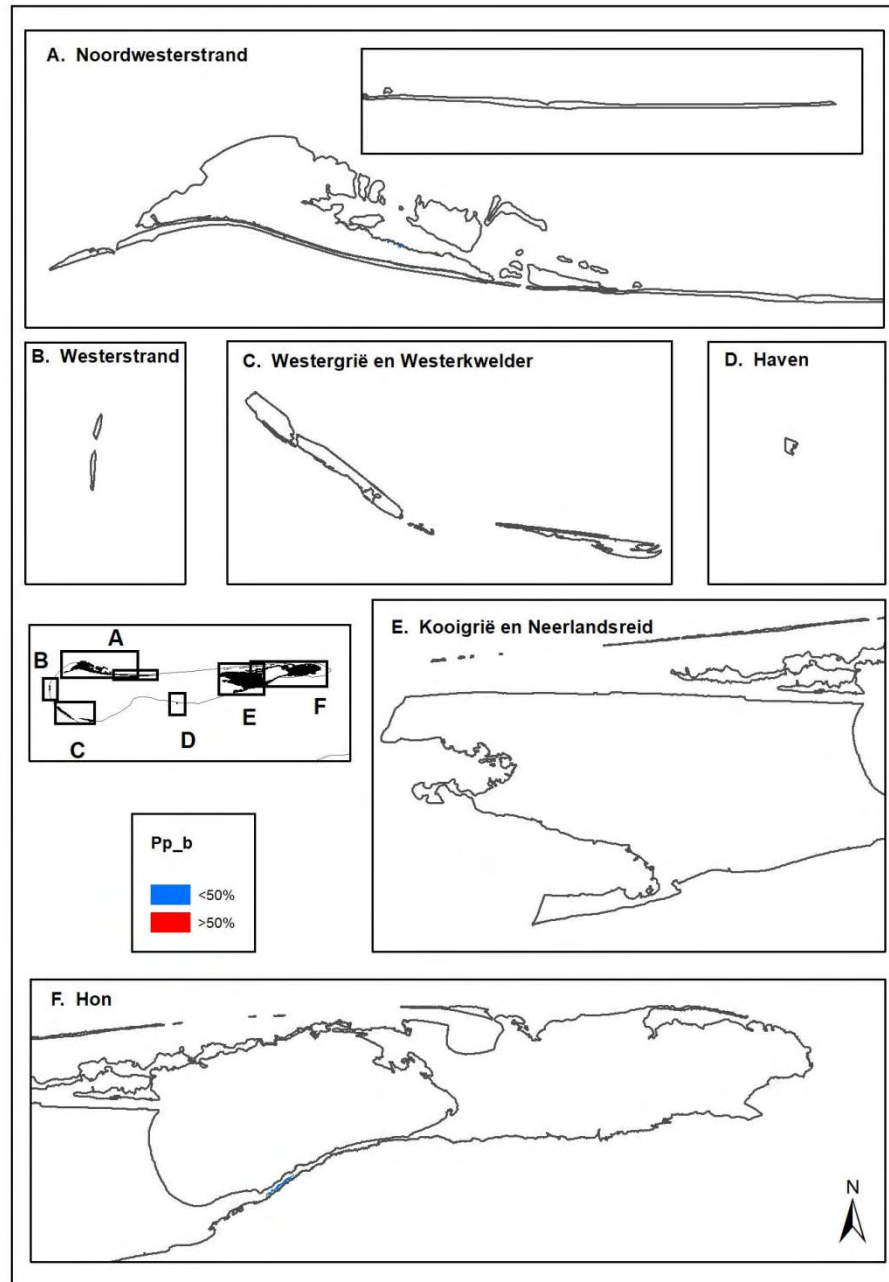 A. Noordwesterstrand
B. Westerstrand
C. Westergrië en Westerkwelder
D. Haven
A
B
C
D
E
F
E. Kooigrië en Neerlandsreid
Pp_b
<50%
>50%
F. Hon
N